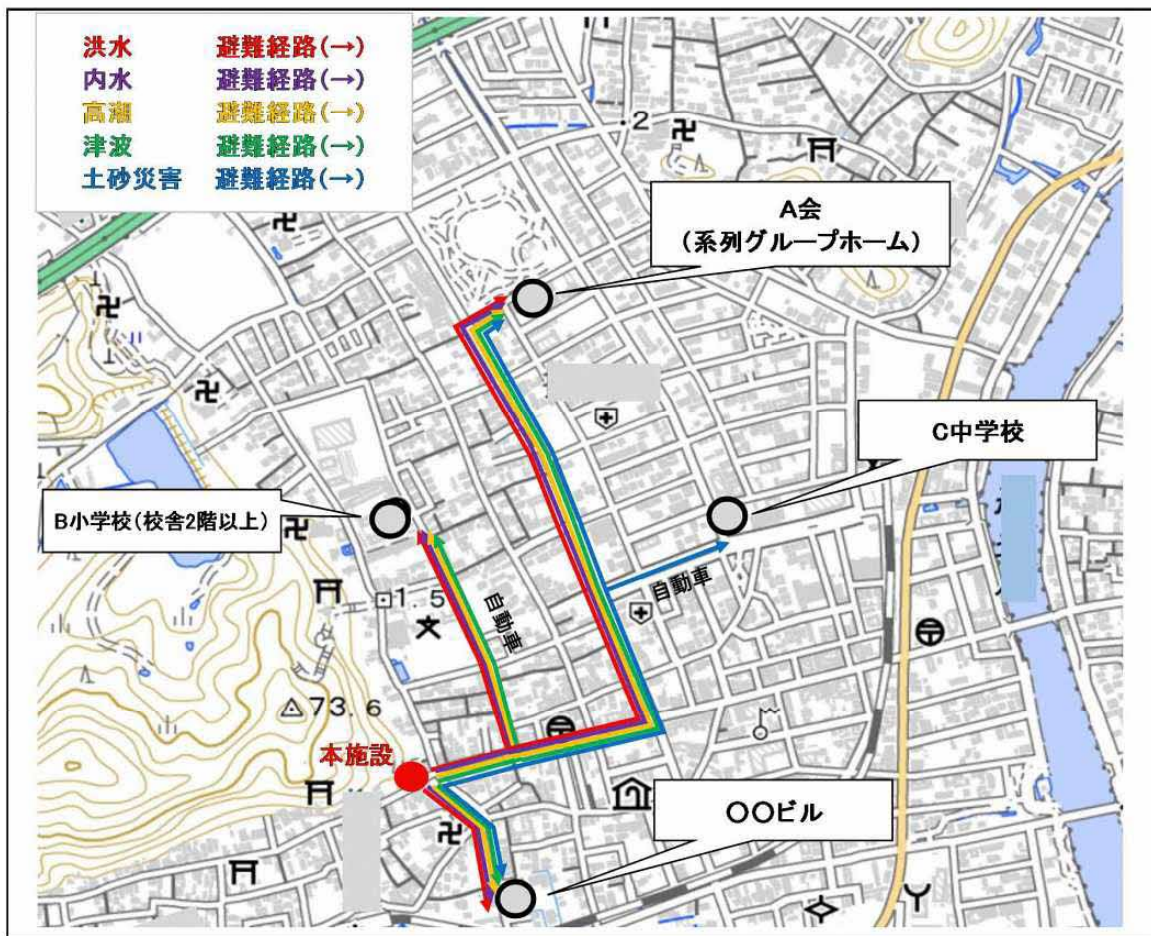 洪水 避難経路(→)
内水 避難経路(→)
高潮 避難経路(→)
津波 避難経路(→)
土砂災害 避難経路(→)
・2
A会
(系列グループホーム)
C中学校
B小学校(校舎2階以上)
1.5
自動車
自動車
73.6
本施設
〇〇ビル